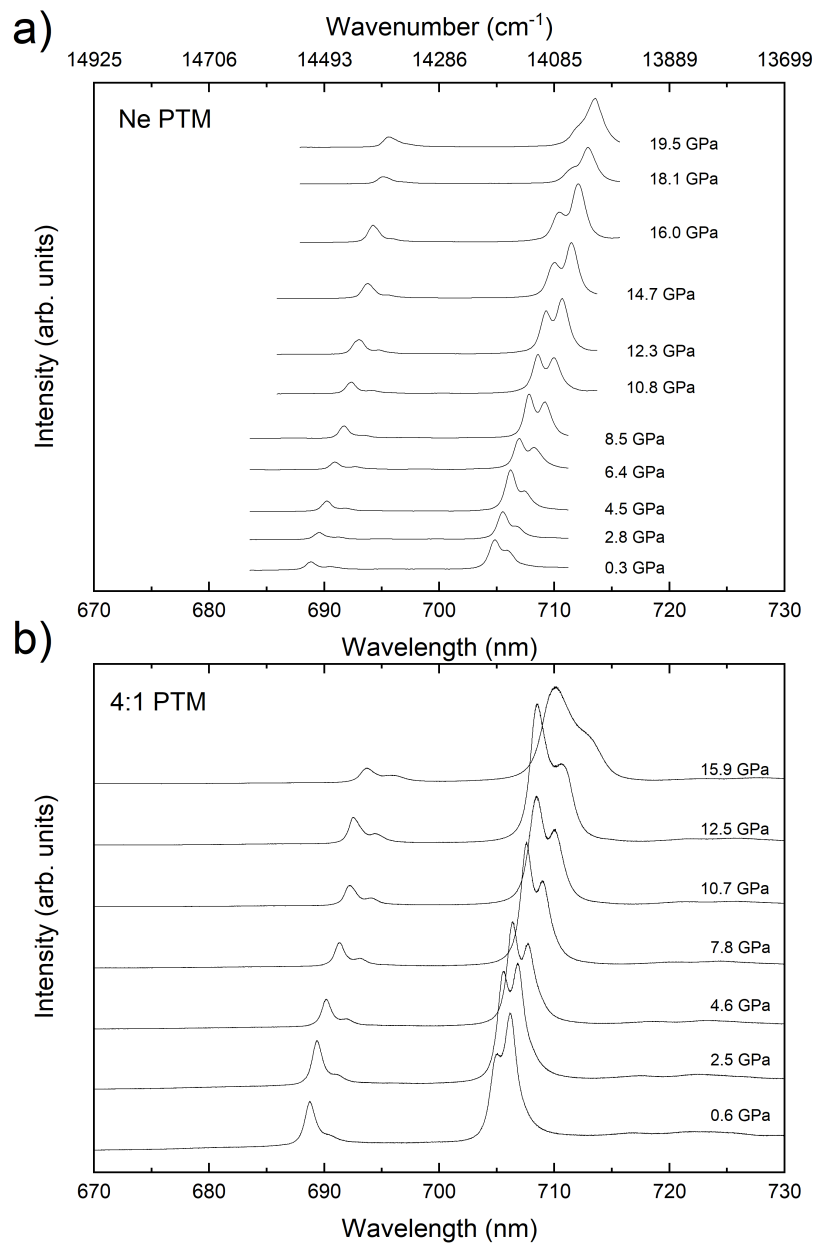 a)
Wavenumber (cm-1)
14925 14706 14493 14286 14085 13889 13699
Ne PTM
19.5 GPa
18.1 GPa
16.0 GPa
14.7 GPa
12.3 GPa
10.8 GPa
8.5 GPa
6.4 GPa
4.5 GPa
2.8 GPa
0.3 GPa
Intensity (arb. units)
670 680 690 700 710 720 730
Wavelength (nm)
b)
4:1 PTM
15.9 GPa
12.5 GPa
10.7 GPa
7.8 GPa
4.6 GPa
2.5 GPa
0.6 GPa
Intensity (arb. units)
670 680 690 700 710 720 730
Wavelength (nm)